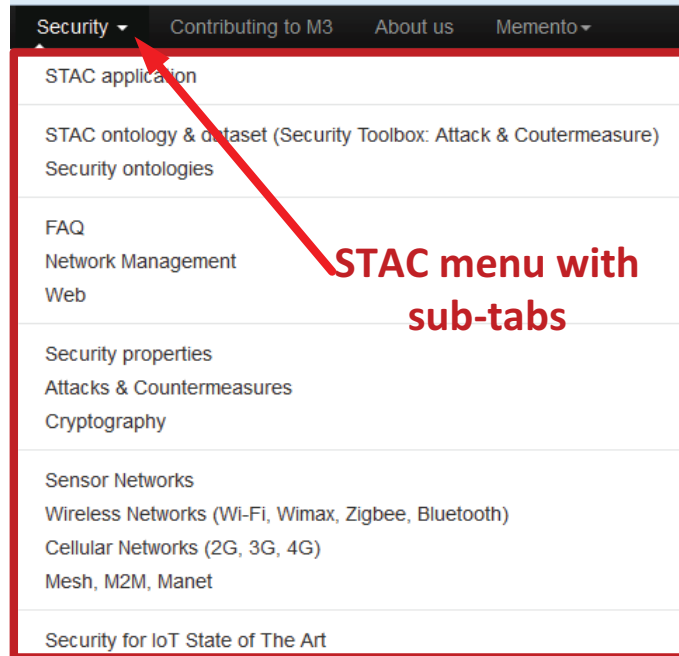 Security Contributing to M3 About us Memento
STAC application
STAC ontology & dataset (Security Toolbox: Attack & Coutermeasure)
Security ontologies
FAQ
Network Management
Web
STAC menu with
sub-tabs
Security properties
Attacks & Countermeasures
Cryptography
Sensor Networks
Wireless Networks (Wi-Fi, Wimax, Zigbee, Bluetooth)
Cellular Networks (2G, 3G, 4G)
Mesh, M2M, Manet
Security for IoT State of The Art